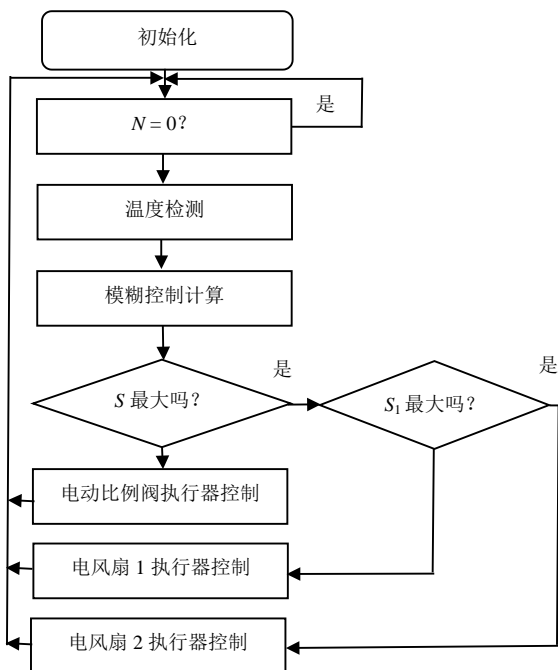 初始化
是
N = 0？
温度检测
模糊控制计算
是
是
S 最大吗？
S₁ 最大吗？
电动比例阀执行器控制
电风扇 1 执行器控制
电风扇 2 执行器控制